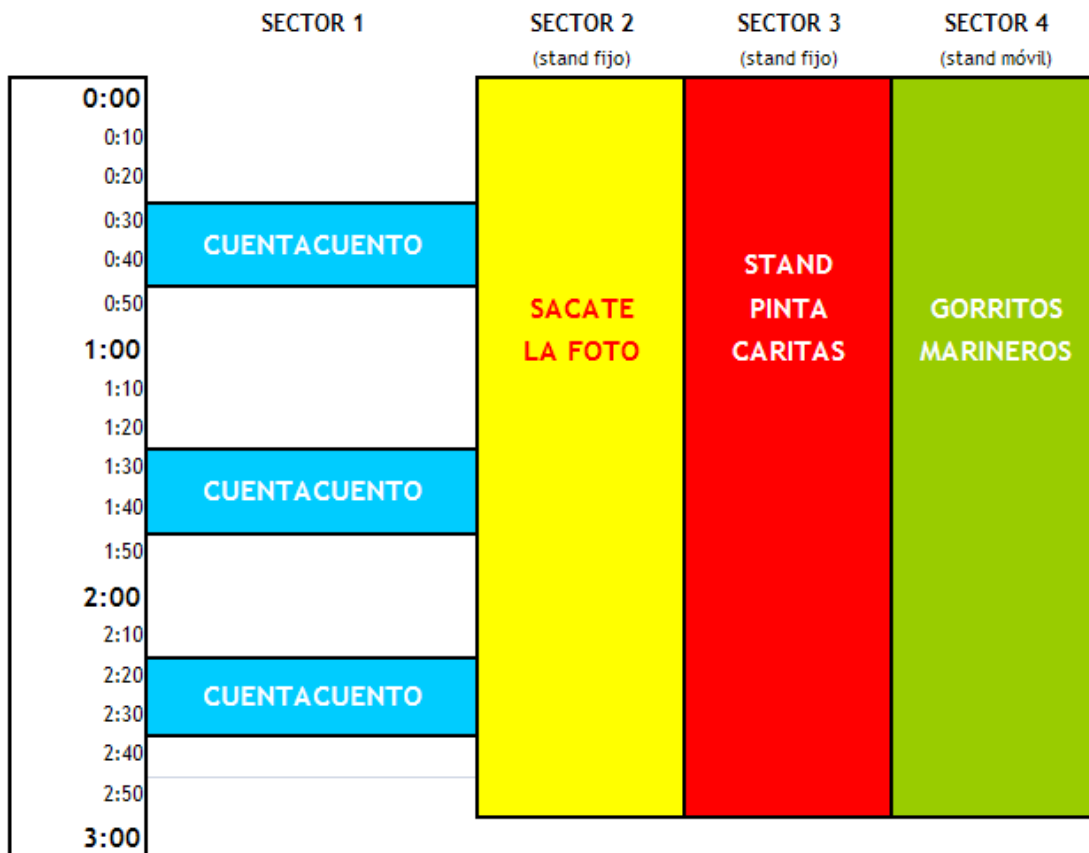 SECTOR 1 SECTOR 2 SECTOR 3 SECTOR 4
(stand fijo) (stand fijo) (stand móvil)
0:00
0:10
0:20
0:30
CUENTACUENTO
0:40
STAND
0:50
SACATE PINTA GORRITOS
1:00 LA FOTO CARITAS MARINEROS
1:10
1:20
1:30
CUENTACUENTO
1:40
1:50
2:00
2:10
2:20
CUENTACUENTO
2:30
2:40
2:50
3:00